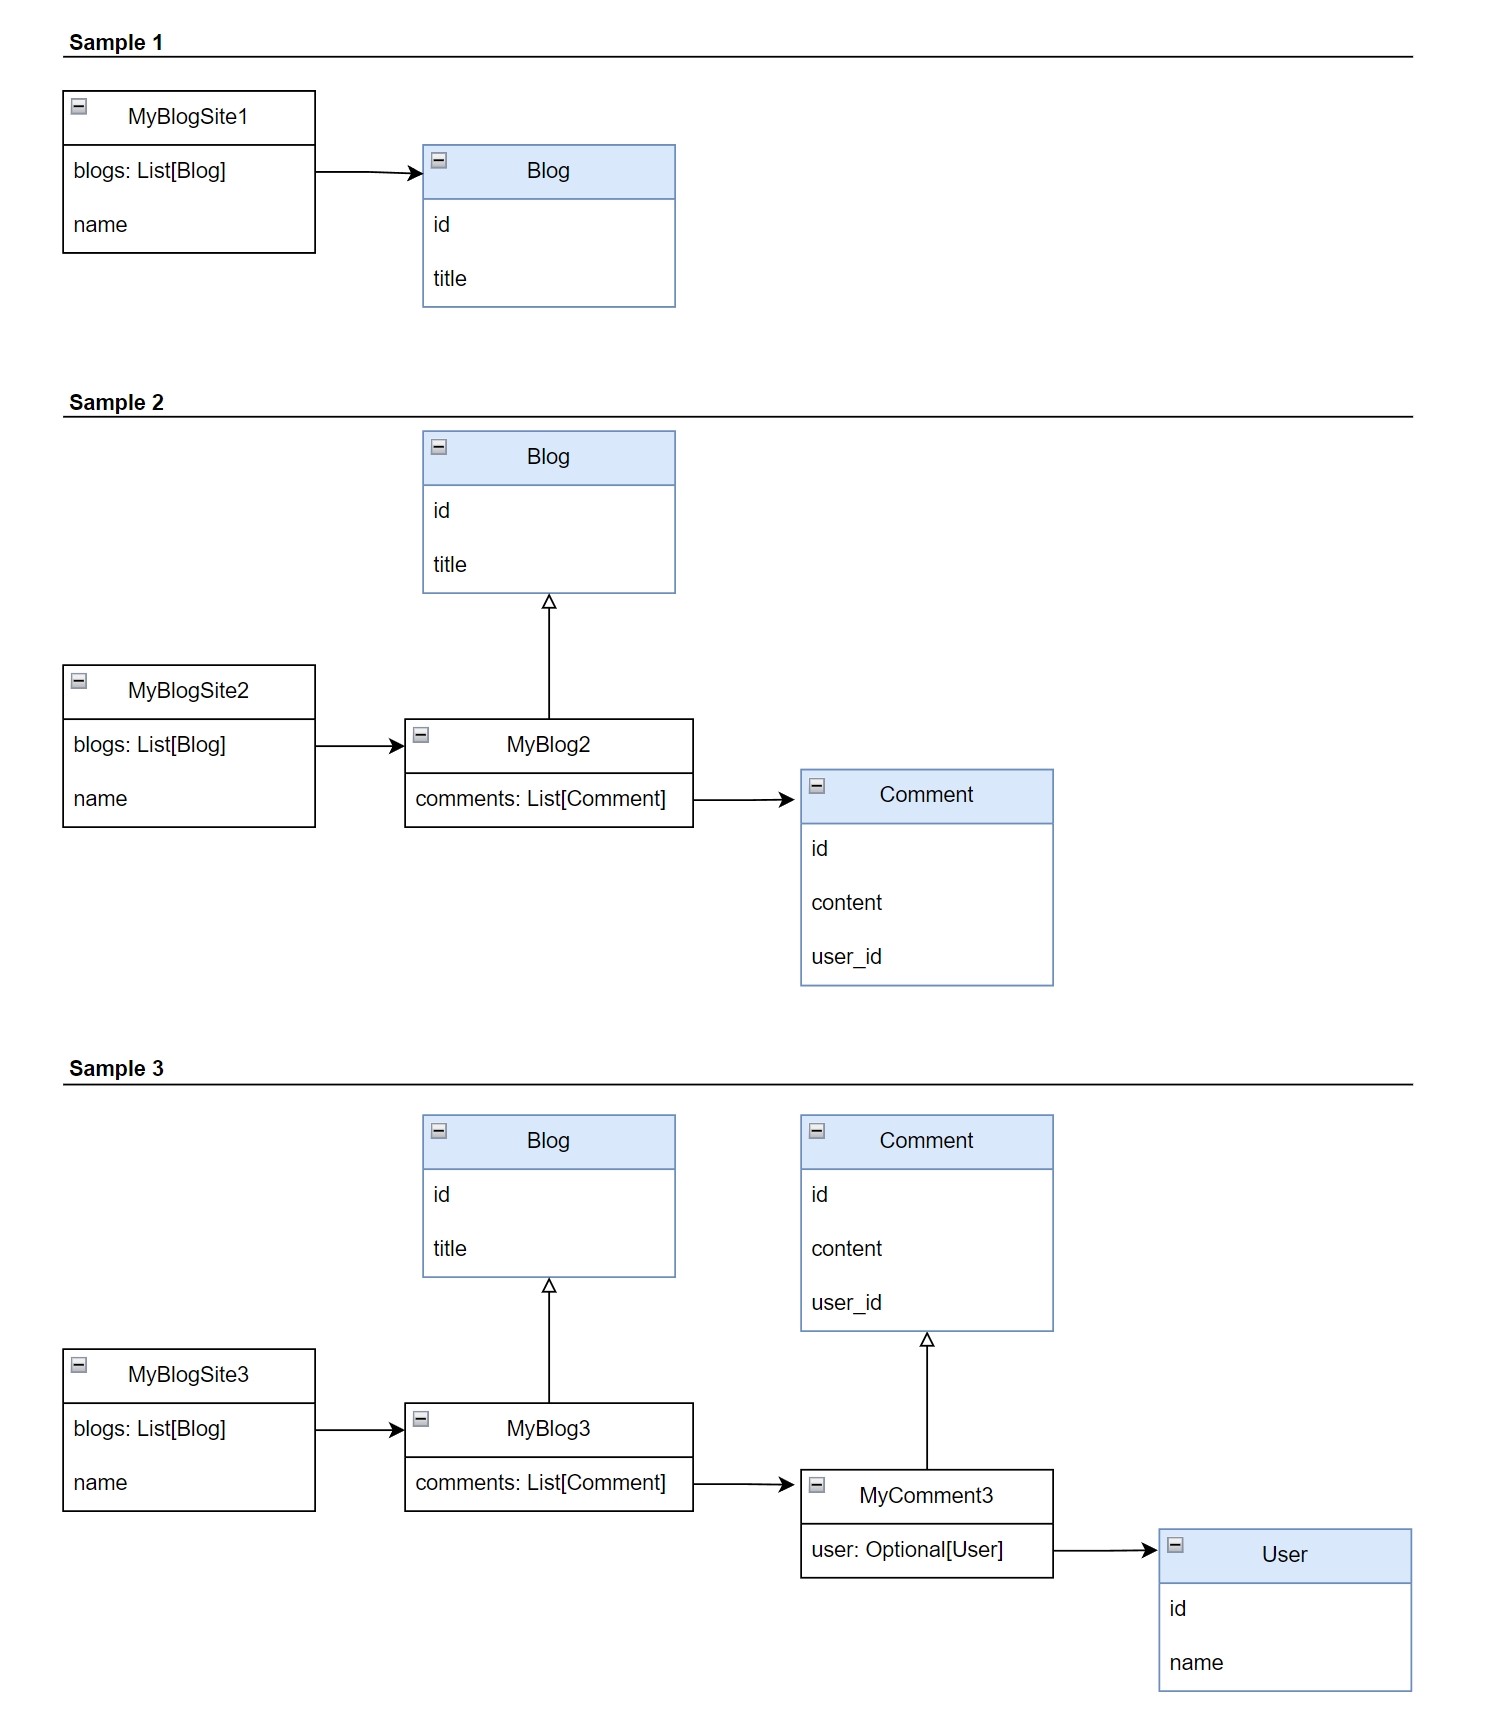 Sample 1
MyBlogSite1
blogs: List[Blog]
name
Blog
id
title
Sample 2
Blog
id
title
MyBlogSite2
blogs: List[Blog]
name
MyBlog2
comments: List[Comment]
Comment
id
content
user_id
Sample 3
Blog
id
title
Comment
id
content
user_id
MyBlogSite3
blogs: List[Blog]
name
MyBlog3
comments: List[Comment]
MyComment3
user: Optional[User]
User
id
name